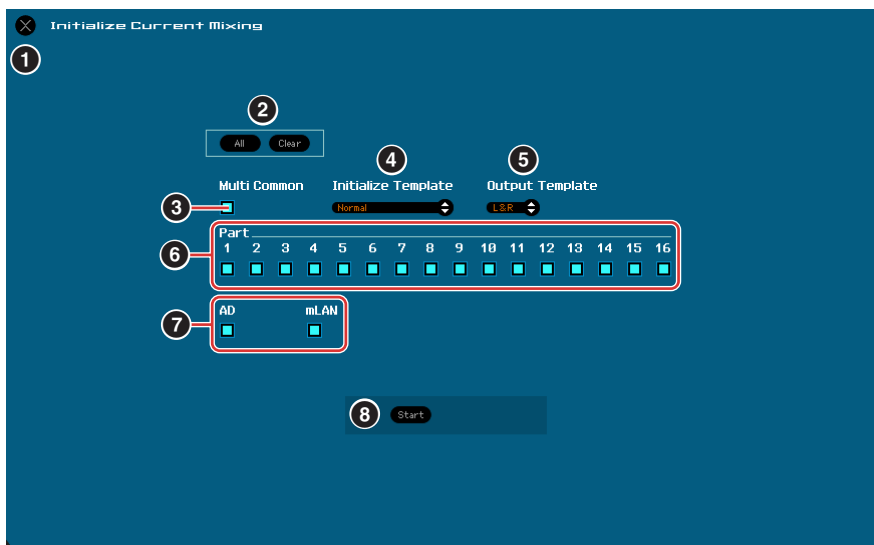 Initialize Current Mixing
1
2
All Clear
4 5
Multi Common Initialize Template Output Template
3 Normal L&R
Part
6 1 2 3 4 5 6 7 8 9 10 11 12 13 14 15 16
AD mLAN
7
8 Start